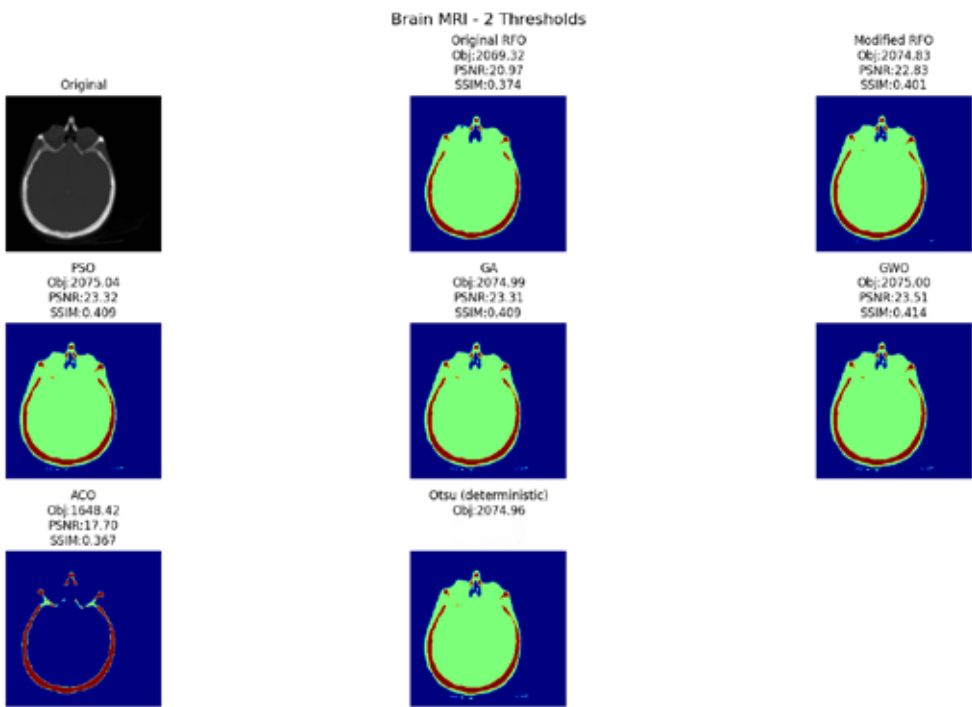 Brain MRI - 2 Thresholds
Original
Original RFO
Obj:2069.32
PSNR:20.97
SSIM:0.374
Modified RFO
Obj:2074.83
PSNR:22.83
SSIM:0.401
PSO
Obj:2075.04
PSNR:23.32
SSIM:0.409
GA
Obj:2074.99
PSNR:23.31
SSIM:0.409
GWO
Obj:2075.00
PSNR:23.51
SSIM:0.414
ACO
Obj:1648.42
PSNR:17.70
SSIM:0.367
Otsu (deterministic)
Obj:2074.96